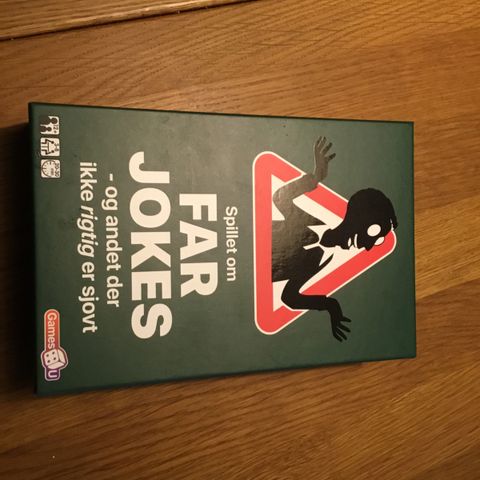 Spillet om
FAR
JOKES
- og andet der
ikke rigtig er sjovt
Games4U